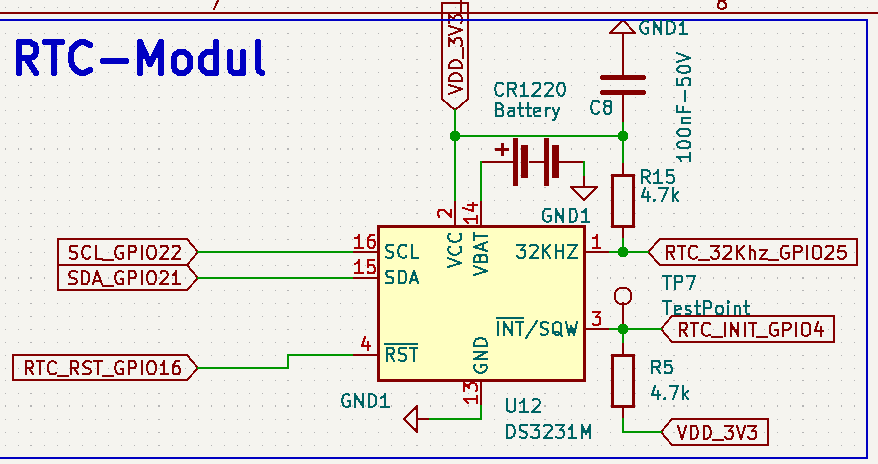 7
8
RTC-Modul
VDD_3V3
GND1
CR1220
Battery
C8
100nF-50V
R15
4.7k
GND1
2
14
SCL_GPIO22
16
SCL
VCC
VBAT
32KHZ
1
RTC_32Khz_GPIO25
SDA_GPIO21
15
SDA
TP7
TestPoint
INT/SQW
3
RTC_INIT_GPIO4
RTC_RST_GPIO16
4
RST
GND
13
R5
4.7k
GND1
U12
DS3231M
VDD_3V3